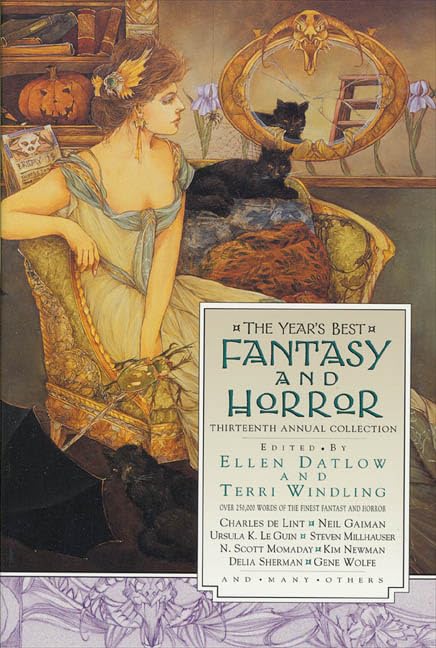 FRIDAY 13
THE YEAR'S BEST
FANTASY
AND
HORROR
THIRTEENTH ANNUAL COLLECTION
EDITED • BY
ELLEN DATLOW
AND
TERRI WINDLING
OVER 250,000 WORDS OF THE FINEST FANTASY AND HORROR
CHARLES DE LINT • NEIL GAIMAN
URSULA K. LE GUIN • STEVEN MILLHAUSER
N. SCOTT MOMADAY • KIM NEWMAN
DELIA SHERMAN • GENE WOLFE
AND • MANY • OTHERS